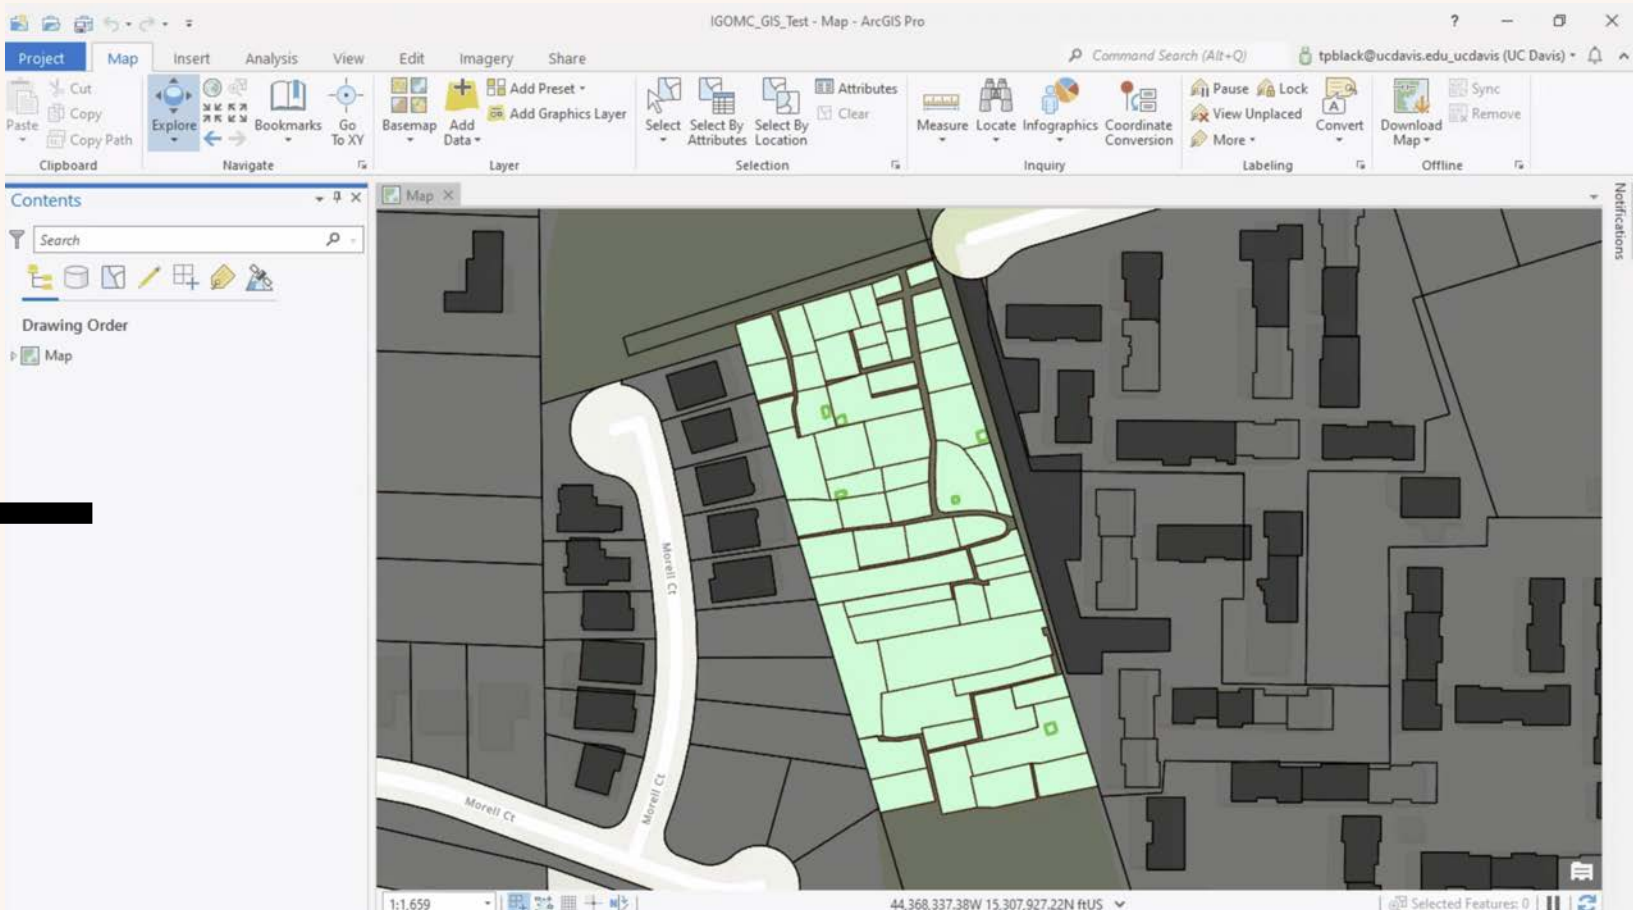 IGOMC_GIS_Test - Map - ArcGIS Pro
?
Project Map Insert Analysis View Edit Imagery Share
Command Search (Alt+Q)
tpblack@ucdavis.edu_ucdavis (UC Davis)
Paste
Cut
Copy
Copy Path
Clipboard
Explore
Bookmarks
Go
To XY
Navigate
Basemap
Add
Data
Add Preset
Add Graphics Layer
Layer
Select
Select By
Attributes
Select By
Location
Attributes
Clear
Selection
Measure
Locate
Infographics
Coordinate
Conversion
Inquiry
Pause
Lock
View Unplaced
More
Convert
Labeling
Download
Map
Sync
Remove
Offline
Contents
Search
Drawing Order
Map
Map
Notifications
Morell Ct
Morell Ct
Morell Ct
1:1,659
44,368,337.38W 15,307,927.22N ftUS
Selected Features: 0